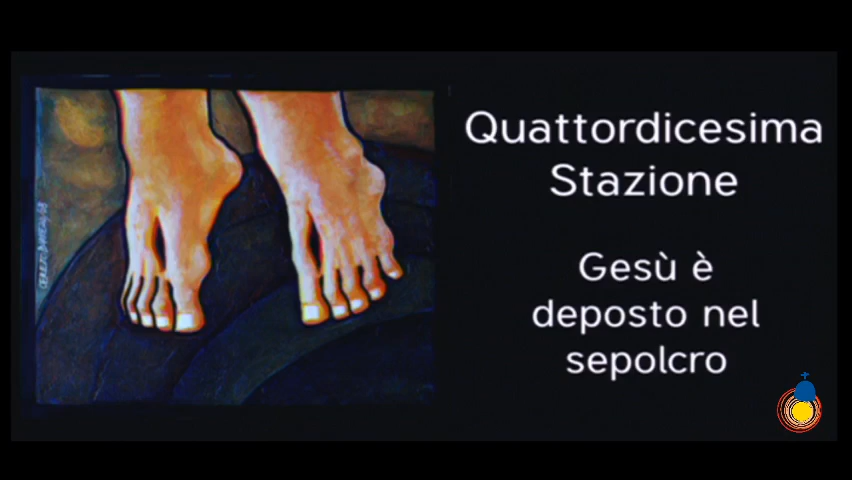 Quattordicesima
Stazione
Gesù è
deposto nel
sepolcro